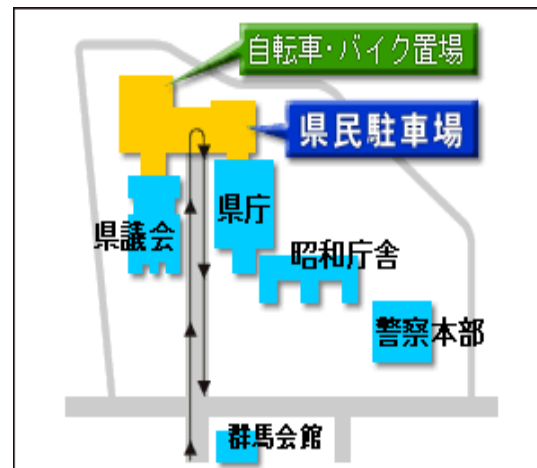 自転車・バイク置場
県民駐車場
県庁
県議会
昭和庁舎
警察本部
群馬会館